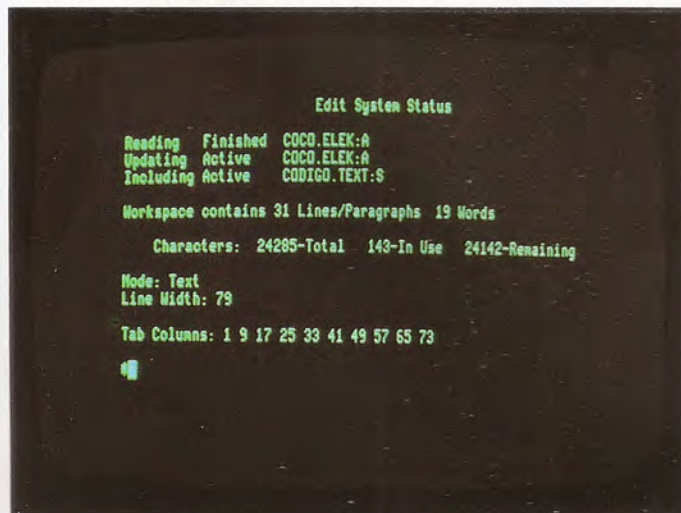 Edit System Status
Reading Finished COCO.ELEK:A
Updating Active COCO.ELEK:A
Including Active CODIGO.TEXT:S
Workspace contains 31 Lines/Paragraphs 19 Words
Characters: 24285-Total 143-In Use 24142-Remaining
Mode: Text
Line Width: 79
Tab Columns: 1 9 17 25 33 41 49 57 65 73
*